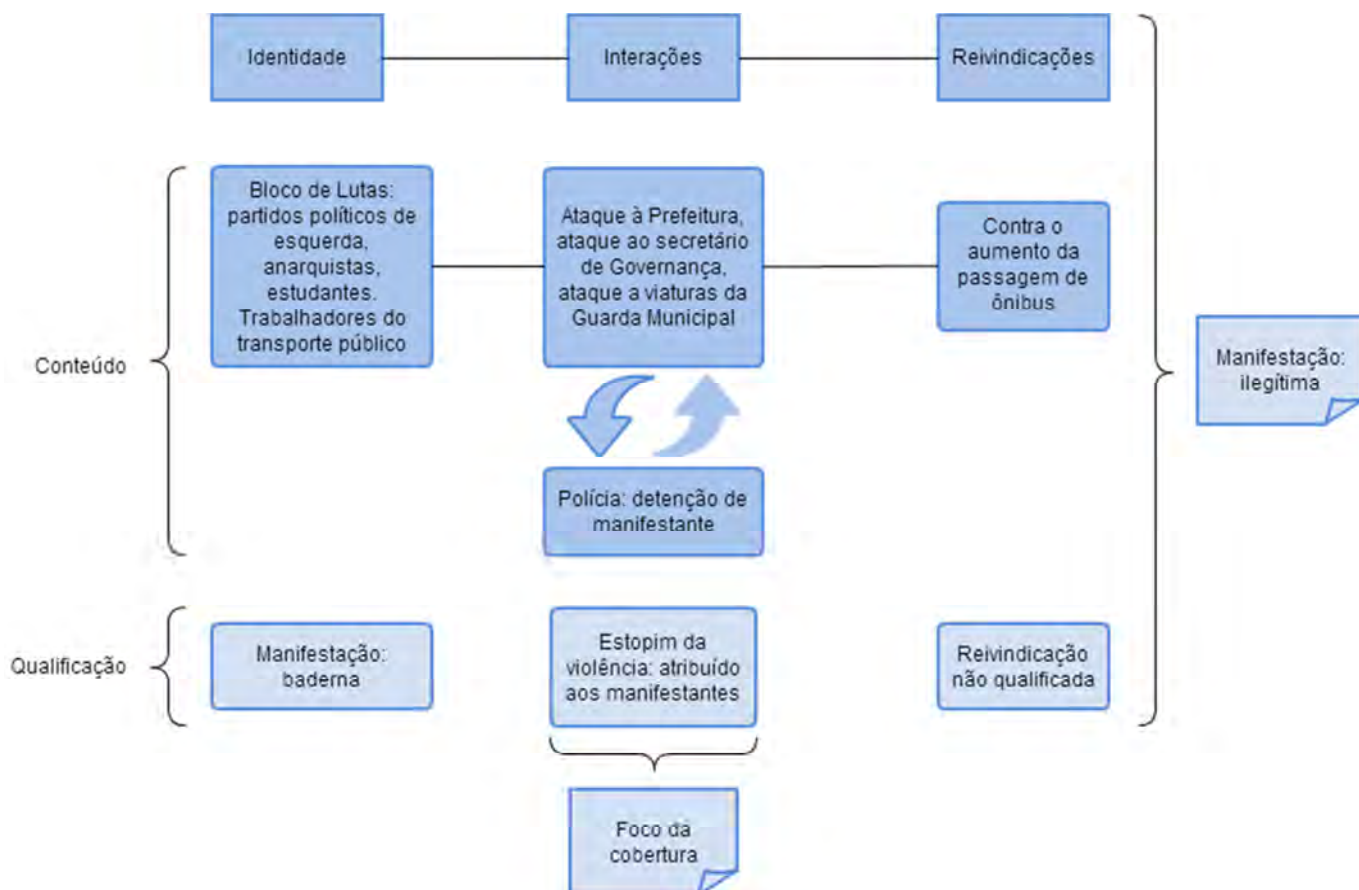 Identidade
Interações
Reivindicações
Conteúdo
Bloco de Lutas:
partidos políticos de
esquerda,
anarquistas,
estudantes.
Trabalhadores do
transporte público
Ataque à Prefeitura,
ataque ao secretário
de Governança,
ataque a viaturas da
Guarda Municipal
Contra o
aumento da
passagem de
ônibus
Polícia: detenção de
manifestante
Manifestação:
ilegítima
Qualificação
Manifestação:
baderna
Estopim da
violência: atribuído
aos manifestantes
Reivindicação
não qualificada
Foco da
cobertura